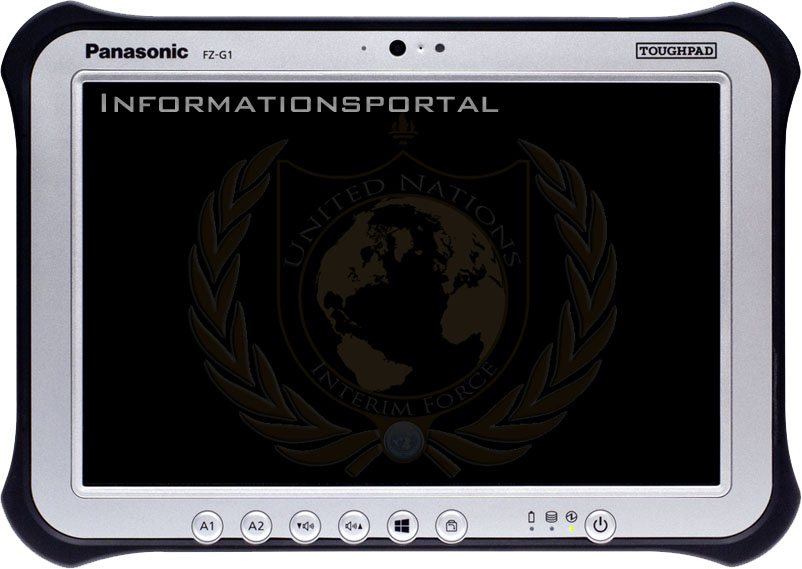 Panasonic FZ-G1 TOUGHPAD
INFORMATIONSPORTAL
UNITED NATIONS
INTERIM FORCE
A1 A2